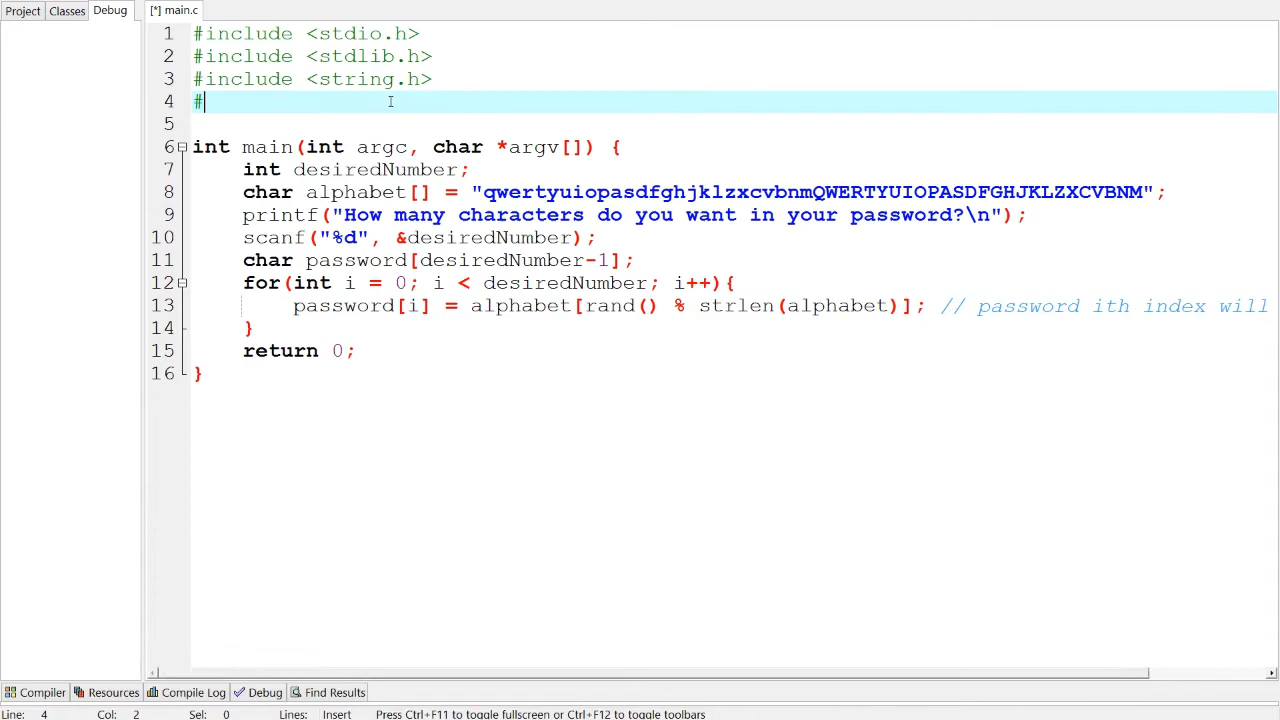 Project Classes Debug [*] main.c
1 #include <stdio.h>
2 #include <stdlib.h>
3 #include <string.h>
4 #
5
6 int main(int argc, char *argv[]) {
7 int desiredNumber;
8 char alphabet[] = "qwertyuiopasdfghjklzxcvbnmQWERTYUIOPASDFGHJKLZXCVBNM";
9 printf("How many characters do you want in your password?\n");
10 scanf("%d", &desiredNumber);
11 char password[desiredNumber-1];
12 for(int i = 0; i < desiredNumber; i++){
13 password[i] = alphabet[rand() % strlen(alphabet)]; // password ith index will
14 }
15 return 0;
16 }
Compiler Resources Compile Log Debug Find Results
Line: 4 Col: 2 Sel: 0 Lines: Insert Press Ctrl+F11 to toggle fullscreen or Ctrl+F12 to toggle toolbars